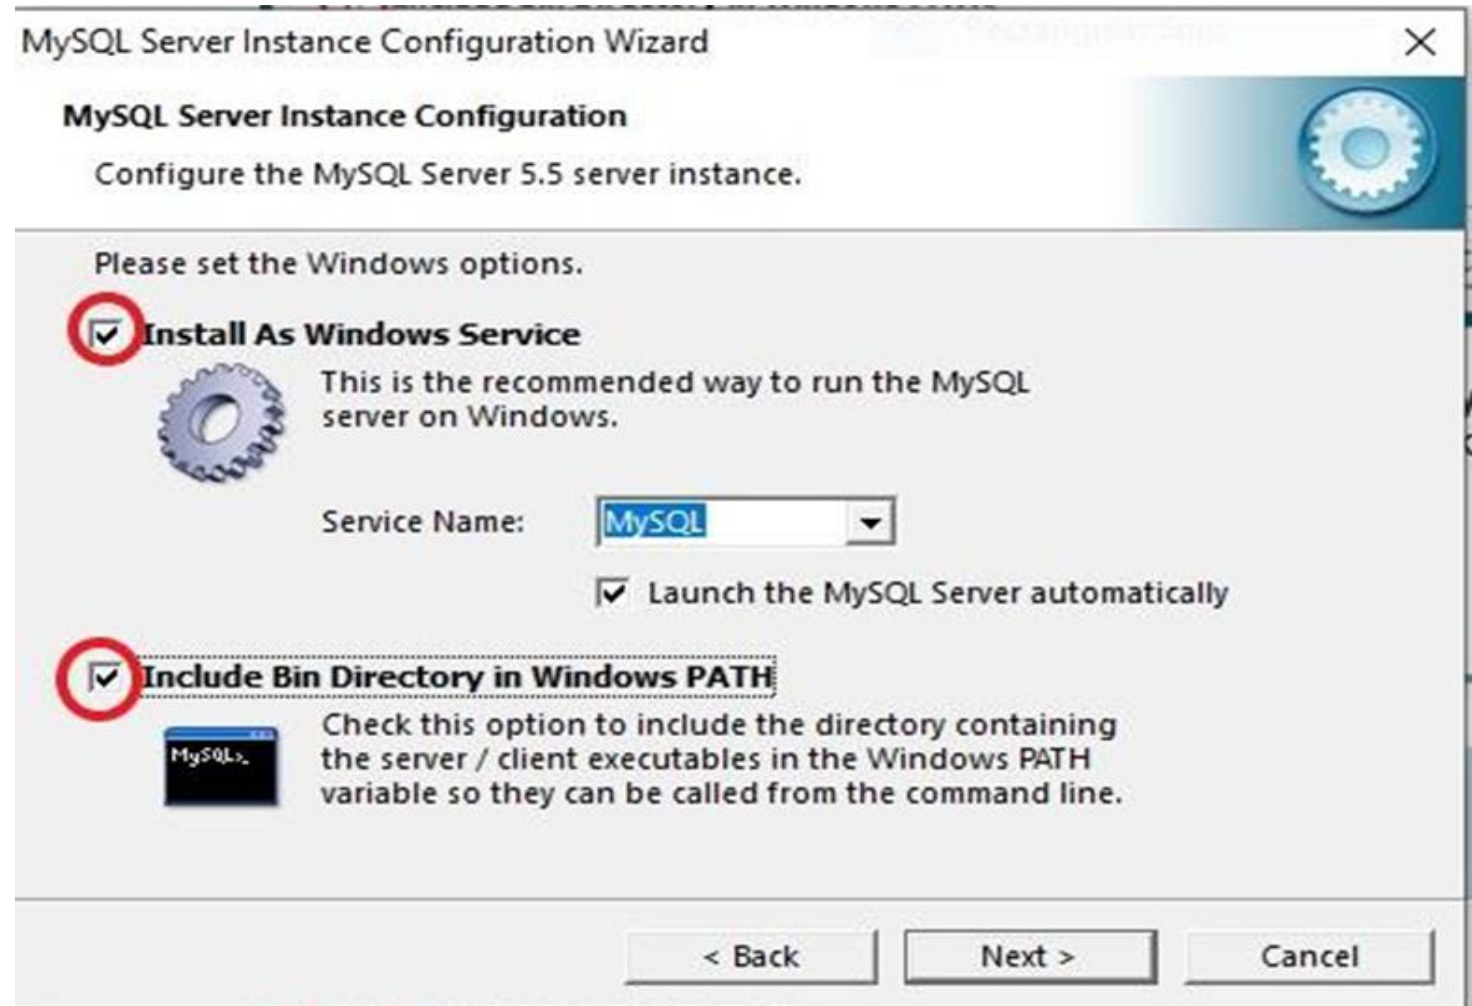 MySQL Server Instance Configuration Wizard
MySQL Server Instance Configuration
Configure the MySQL Server 5.5 server instance.
Please set the Windows options.
Install As Windows Service
This is the recommended way to run the MySQL
server on Windows.
Service Name: MySQL
Launch the MySQL Server automatically
Include Bin Directory in Windows PATH
MySQL>_
Check this option to include the directory containing
the server / client executables in the Windows PATH
variable so they can be called from the command line.
< Back Next > Cancel